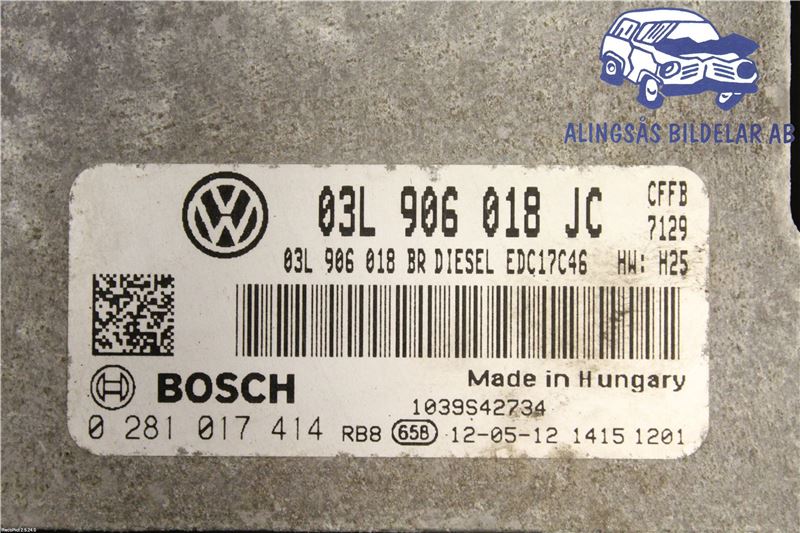 ALINGSÅS BILDELAR AB
03L 906 018 JC
CFFB
7129
03L 906 018 BR DIESEL EDC17C46 HW: H25
BOSCH
Made in Hungary
1039S42734
0 281 017 414 RB8 658 12-05-12 1415 1201